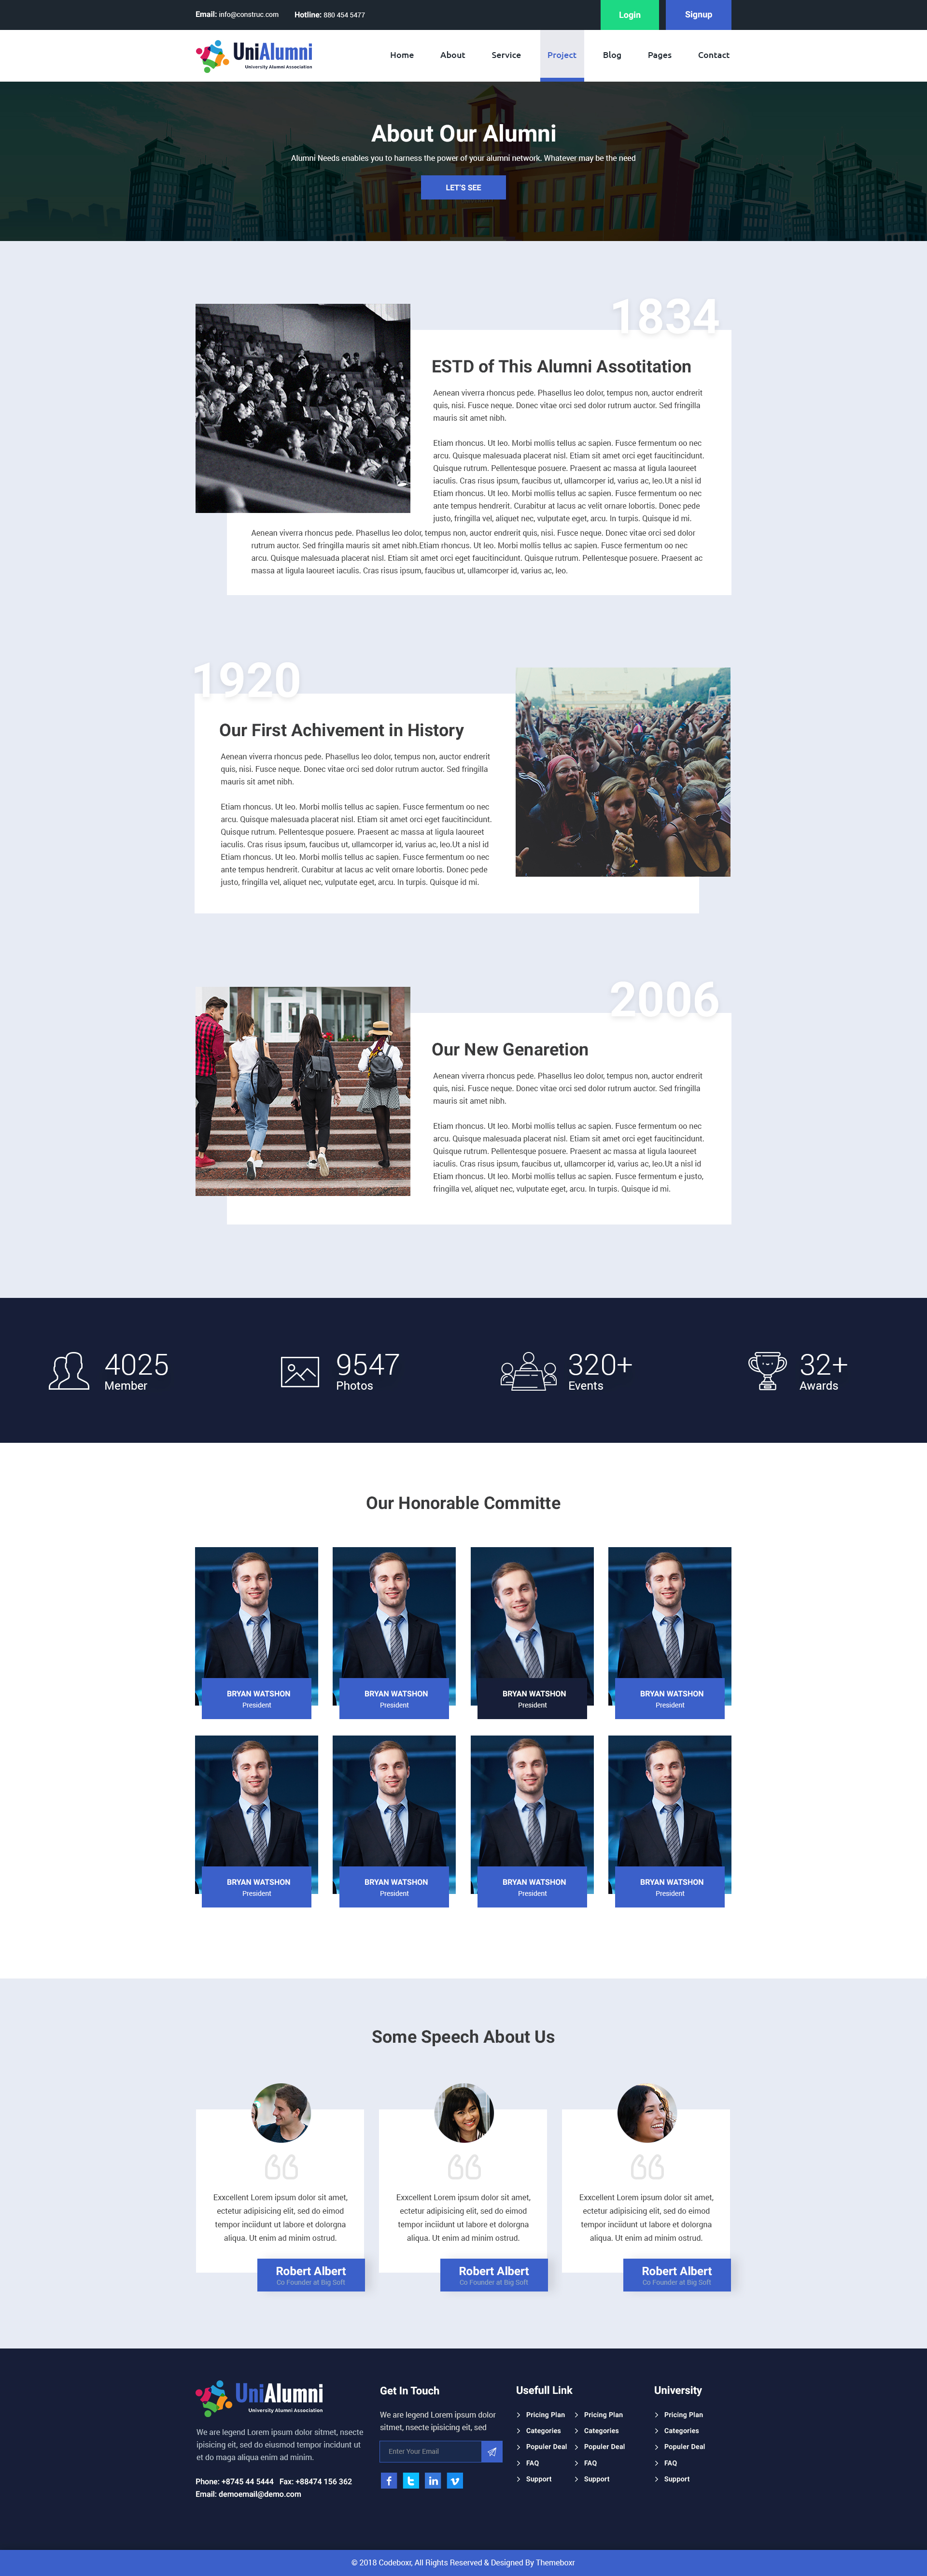 Email: info@construc.com Hotline: 880 454 5477 Login Signup
UniAlumni
University Alumni Association
Home About Service Project Blog Pages Contact
About Our Alumni
Alumni Needs enables you to harness the power of your alumni network. Whatever may be the need
LET'S SEE
1834
ESTD of This Alumni Assotitation
Aenean viverra rhoncus pede. Phasellus leo dolor, tempus non, auctor endrerit
quis, nisi. Fusce neque. Donec vitae orci sed dolor rutrum auctor. Sed fringilla
mauris sit amet nibh.
Etiam rhoncus. Ut leo. Morbi mollis tellus ac sapien. Fusce fermentum oo nec
arcu. Quisque malesuada placerat nisl. Etiam sit amet orci eget faucitincidunt.
Quisque rutrum. Pellentesque posuere. Praesent ac massa at ligula laoureet
iaculis. Cras risus ipsum, faucibus ut, ullamcorper id, varius ac, leo.Ut a nisl id
Etiam rhoncus. Ut leo. Morbi mollis tellus ac sapien. Fusce fermentum oo nec
ante tempus hendrerit. Curabitur at lacus ac velit ornare lobortis. Donec pede
justo, fringilla vel, aliquet nec, vulputate eget, arcu. In turpis. Quisque id mi.
Aenean viverra rhoncus pede. Phasellus leo dolor, tempus non, auctor endrerit quis, nisi. Fusce neque. Donec vitae orci sed dolor
rutrum auctor. Sed fringilla mauris sit amet nibh.Etiam rhoncus. Ut leo. Morbi mollis tellus ac sapien. Fusce fermentum oo nec
arcu. Quisque malesuada placerat nisl. Etiam sit amet orci eget faucitincidunt. Quisque rutrum. Pellentesque posuere. Praesent ac
massa at ligula laoureet iaculis. Cras risus ipsum, faucibus ut, ullamcorper id, varius ac, leo.
1920
Our First Achivement in History
Aenean viverra rhoncus pede. Phasellus leo dolor, tempus non, auctor endrerit
quis, nisi. Fusce neque. Donec vitae orci sed dolor rutrum auctor. Sed fringilla
mauris sit amet nibh.
Etiam rhoncus. Ut leo. Morbi mollis tellus ac sapien. Fusce fermentum oo nec
arcu. Quisque malesuada placerat nisl. Etiam sit amet orci eget faucitincidunt.
Quisque rutrum. Pellentesque posuere. Praesent ac massa at ligula laoureet
iaculis. Cras risus ipsum, faucibus ut, ullamcorper id, varius ac, leo.Ut a nisl id
Etiam rhoncus. Ut leo. Morbi mollis tellus ac sapien. Fusce fermentum oo nec
ante tempus hendrerit. Curabitur at lacus ac velit ornare lobortis. Donec pede
justo, fringilla vel, aliquet nec, vulputate eget, arcu. In turpis. Quisque id mi.
2006
Our New Genaretion
Aenean viverra rhoncus pede. Phasellus leo dolor, tempus non, auctor endrerit
quis, nisi. Fusce neque. Donec vitae orci sed dolor rutrum auctor. Sed fringilla
mauris sit amet nibh.
Etiam rhoncus. Ut leo. Morbi mollis tellus ac sapien. Fusce fermentum oo nec
arcu. Quisque malesuada placerat nisl. Etiam sit amet orci eget faucitincidunt.
Quisque rutrum. Pellentesque posuere. Praesent ac massa at ligula laoureet
iaculis. Cras risus ipsum, faucibus ut, ullamcorper id, varius ac, leo.Ut a nisl id
Etiam rhoncus. Ut leo. Morbi mollis tellus ac sapien. Fusce fermentum e justo,
fringilla vel, aliquet nec, vulputate eget, arcu. In turpis. Quisque id mi.
4025 9547 320+ 32+
Member Photos Events Awards
Our Honorable Committe
BRYAN WATSHON BRYAN WATSHON BRYAN WATSHON BRYAN WATSHON
President President President President
BRYAN WATSHON BRYAN WATSHON BRYAN WATSHON BRYAN WATSHON
President President President President
Some Speech About Us
Exxcellent Lorem ipsum dolor sit amet,
ectetur adipisicing elit, sed do eimod
tempor inciidunt ut labore et dolorgna
aliqua. Ut enim ad minim ostrud.
Robert Albert
Co Founder at Big Soft
Exxcellent Lorem ipsum dolor sit amet,
ectetur adipisicing elit, sed do eimod
tempor inciidunt ut labore et dolorgna
aliqua. Ut enim ad minim ostrud.
Robert Albert
Co Founder at Big Soft
Exxcellent Lorem ipsum dolor sit amet,
ectetur adipisicing elit, sed do eimod
tempor inciidunt ut labore et dolorgna
aliqua. Ut enim ad minim ostrud.
Robert Albert
Co Founder at Big Soft
UniAlumni
University Alumni Association
We are legend Lorem ipsum dolor sitmet, nsecte
ipisicing eit, sed do eiusmod tempor incidunt ut
et do maga aliqua enim ad minim.
Phone: +8745 44 5444 Fax: +88474 156 362
Email: demoemail@demo.com
Get In Touch
We are legend Lorem ipsum dolor
sitmet, nsecte ipisicing eit, sed
Enter Your Email
Usefull Link
Pricing Plan Pricing Plan
Categories Categories
Populer Deal Populer Deal
FAQ FAQ
Support Support
University
Pricing Plan
Categories
Populer Deal
FAQ
Support
© 2018 Codeboxr, All Rights Reserved & Designed By Themeboxr